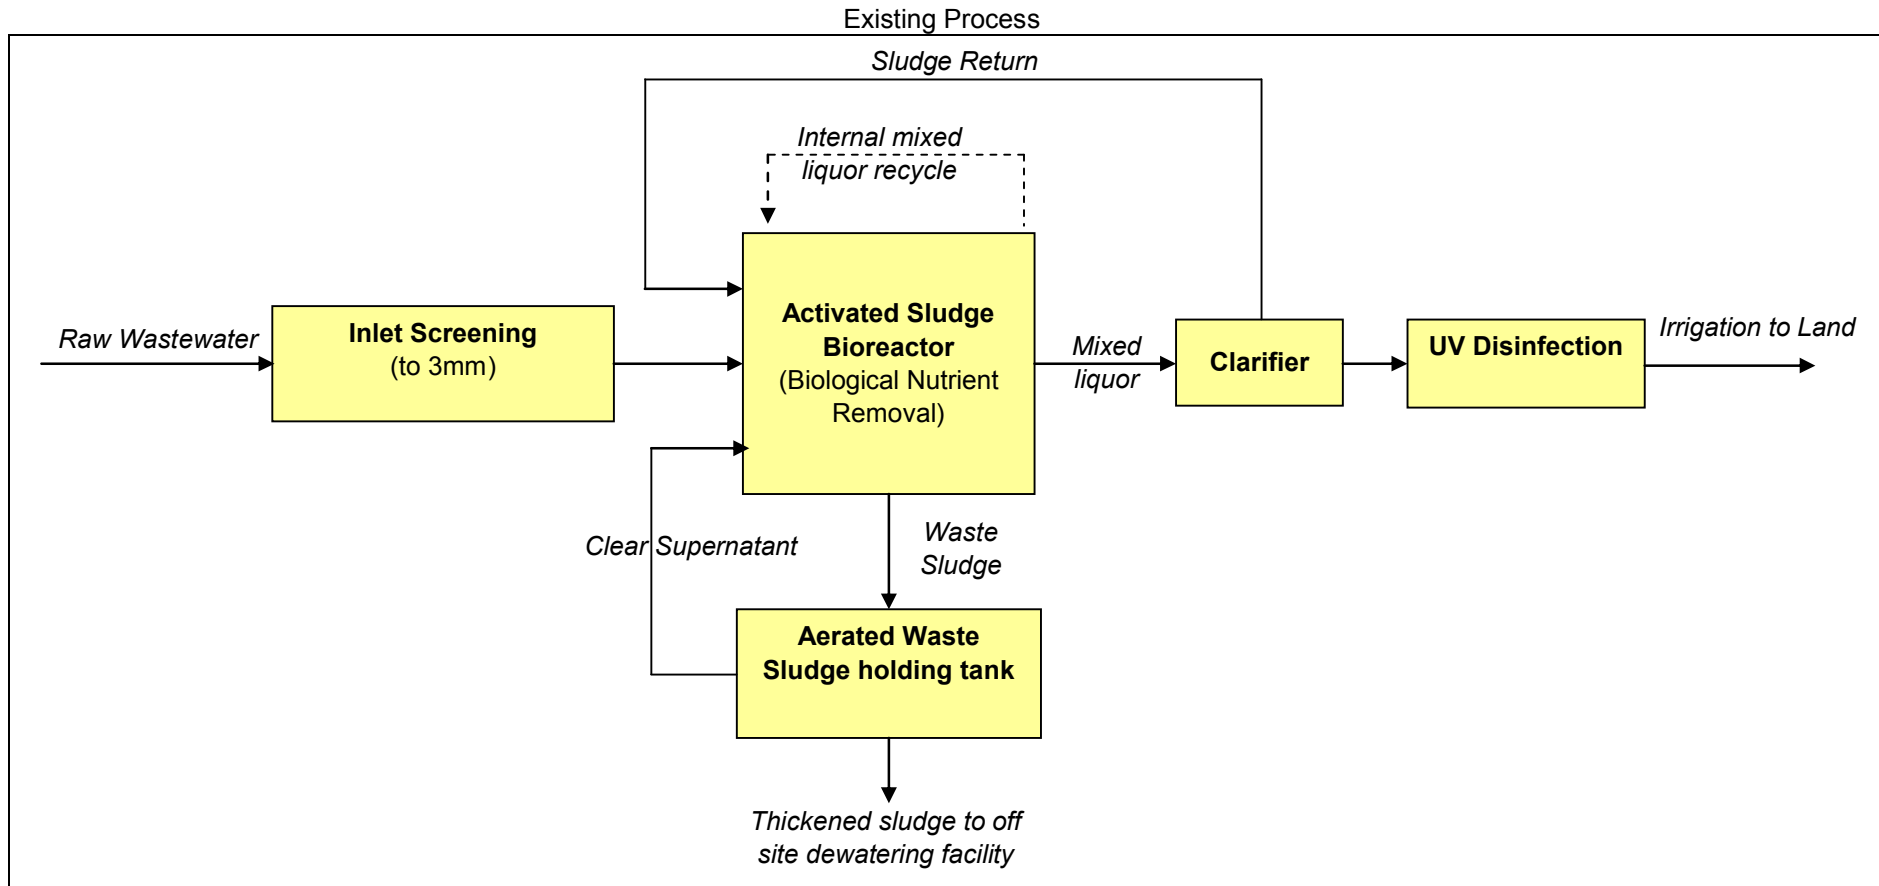 Existing Process
Sludge Return
Internal mixed
liquor recycle
Raw Wastewater
Inlet Screening
(to 3mm)
Activated Sludge
Bioreactor
(Biological Nutrient
Removal)
Mixed
liquor
Clarifier
UV Disinfection
Irrigation to Land
Clear Supernatant
Waste
Sludge
Aerated Waste
Sludge holding tank
Thickened sludge to off
site dewatering facility